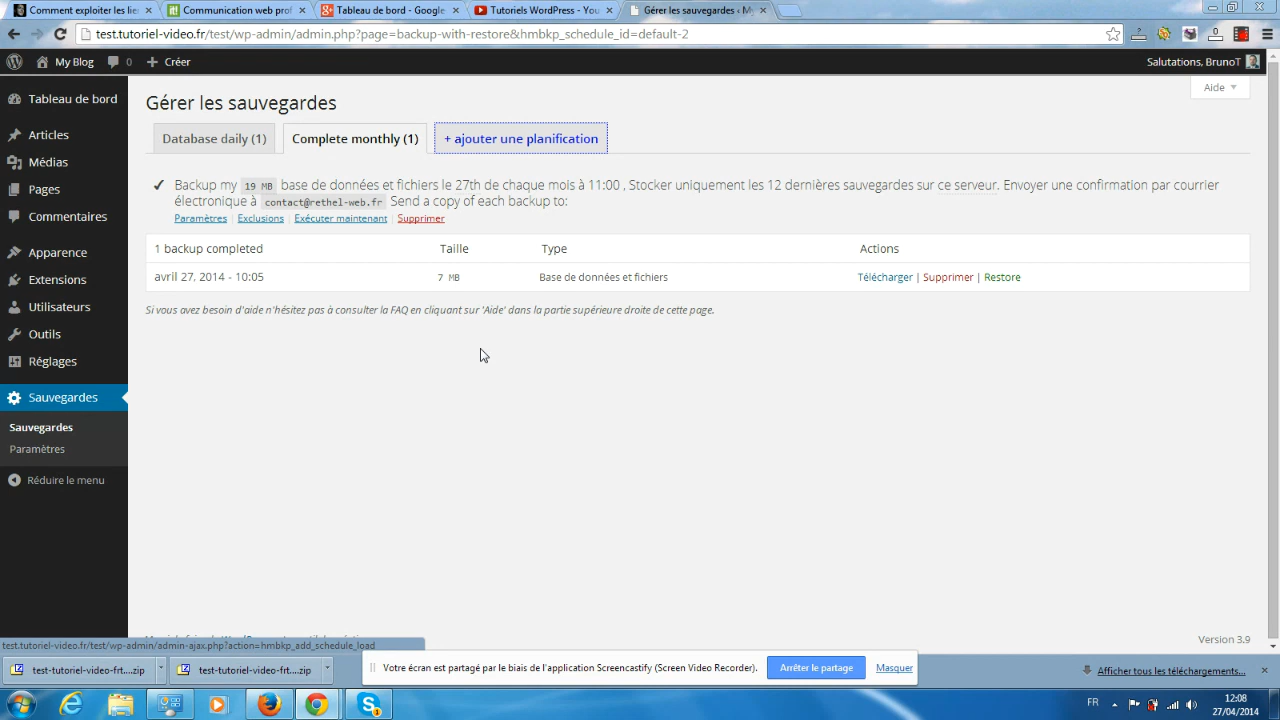 Comment exploiter les lie
Communication web prof
Tableau de bord - Google
Tutoriels WordPress - You
Gérer les sauvegardes ‹ My
test.tutoriel-video.fr/test/wp-admin/admin.php?page=backup-with-restore&hmbkp_schedule_id=default-2
My Blog 0 + Créer
Salutations, BrunoT
Aide
Tableau de bord
Articles
Médias
Pages
Commentaires
Apparence
Extensions
Utilisateurs
Outils
Réglages
Sauvegardes
Sauvegardes
Paramètres
Réduire le menu
Gérer les sauvegardes
Database daily (1)
Complete monthly (1)
+ ajouter une planification
✔ Backup my 19 MB base de données et fichiers le 27th de chaque mois à 11:00 , Stocker uniquement les 12 dernières sauvegardes sur ce serveur. Envoyer une confirmation par courrier
électronique à contact@rethel-web.fr Send a copy of each backup to:
Paramètres | Exclusions | Exécuter maintenant | Supprimer
1 backup completed Taille Type Actions
avril 27, 2014 - 10:05 7 MB Base de données et fichiers Télécharger | Supprimer | Restore
Si vous avez besoin d'aide n'hésitez pas à consulter la FAQ en cliquant sur 'Aide' dans la partie supérieure droite de cette page.
Version 3.9
test.tutoriel-video.fr/test/wp-admin/admin-ajax.php?action=hmbkp_add_schedule_load
test-tutoriel-video-frt....zip
test-tutoriel-video-frt....zip
Votre écran est partagé par le biais de l'application Screencastify (Screen Video Recorder).
Arrêter le partage
Masquer
Afficher tous les téléchargements...
FR
12:08
27/04/2014